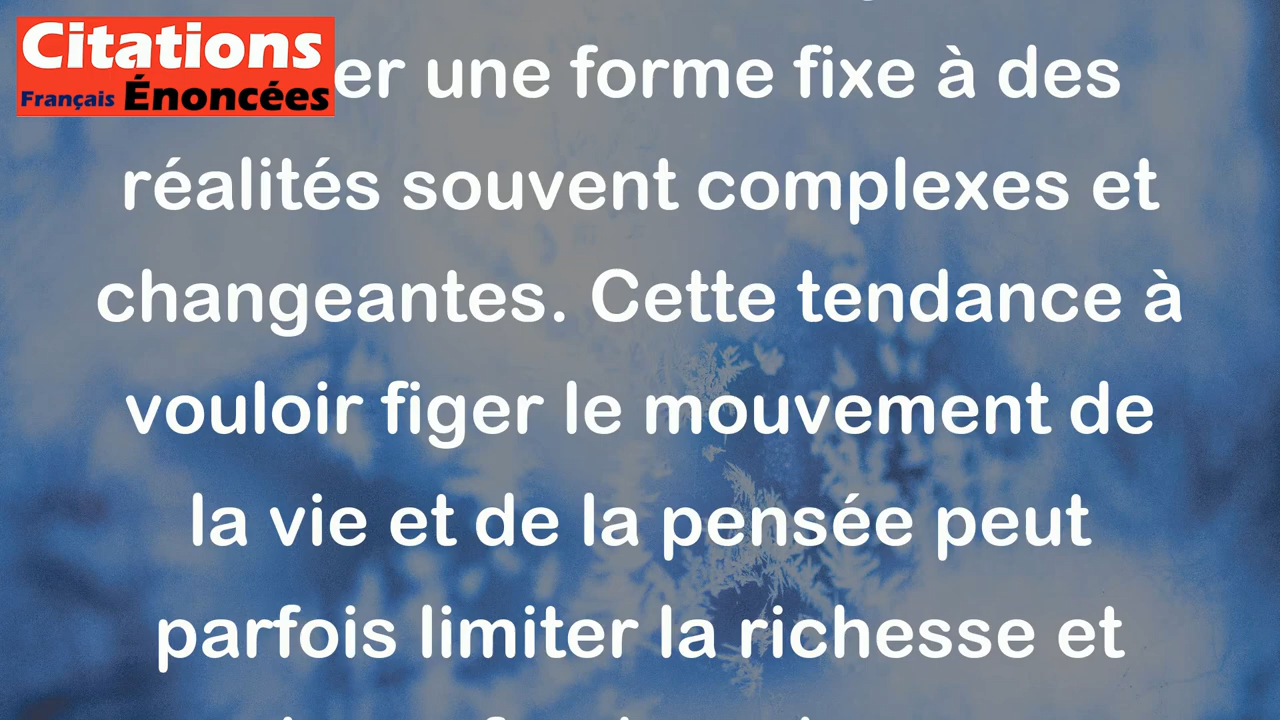 Citations
Français Énoncées
er une forme fixe à des
réalités souvent complexes et
changeantes. Cette tendance à
vouloir figer le mouvement de
la vie et de la pensée peut
parfois limiter la richesse et